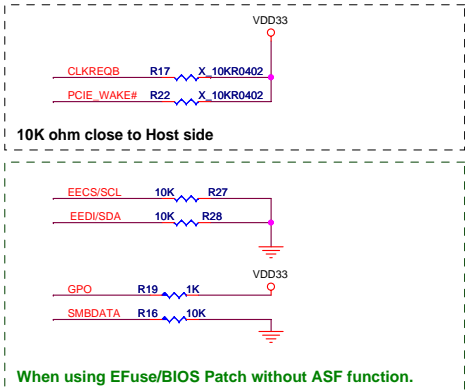 VDD33
CLKREQB R17 X_10KR0402
PCIE_WAKE# R22 X_10KR0402
10K ohm close to Host side
EECS/SCL 10K R27
EEDI/SDA 10K R28
VDD33
GPO R19 1K
SMBDATA R16 10K
When using EFuse/BIOS Patch without ASF function.